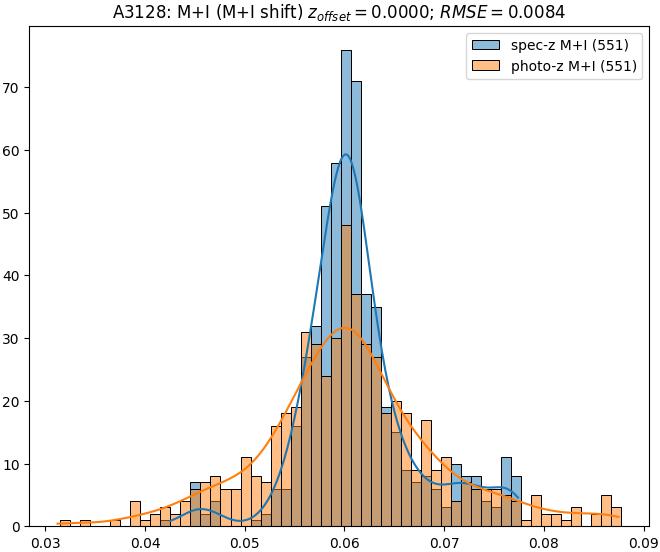 A3128: M+I (M+I shift) z_offset = 0.0000; RMSE = 0.0084
spec-z M+I (551)
photo-z M+I (551)
70
60
50
40
30
20
10
0
0.03 0.04 0.05 0.06 0.07 0.08 0.09